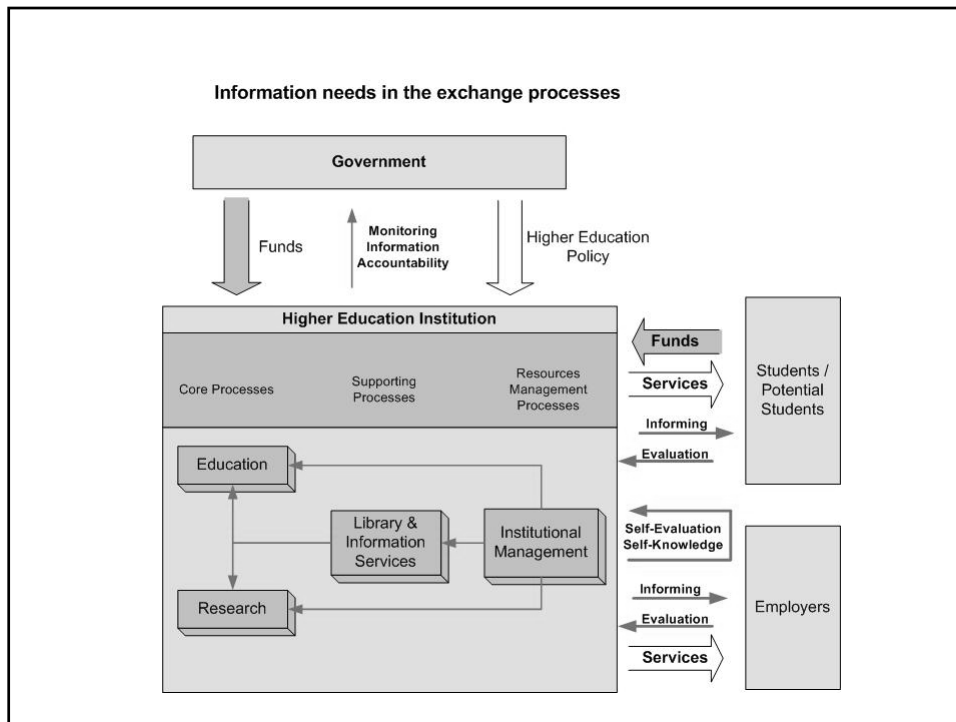 Information needs in the exchange processes
Government
Funds
Monitoring
Information
Accountability
Higher Education
Policy
Higher Education Institution
Core Processes
Supporting
Processes
Resources
Management
Processes
Funds
Services
Informing
Evaluation
Students /
Potential
Students
Education
Library &
Information
Services
Institutional
Management
Research
Self-Evaluation
Self-Knowledge
Informing
Evaluation
Services
Employers